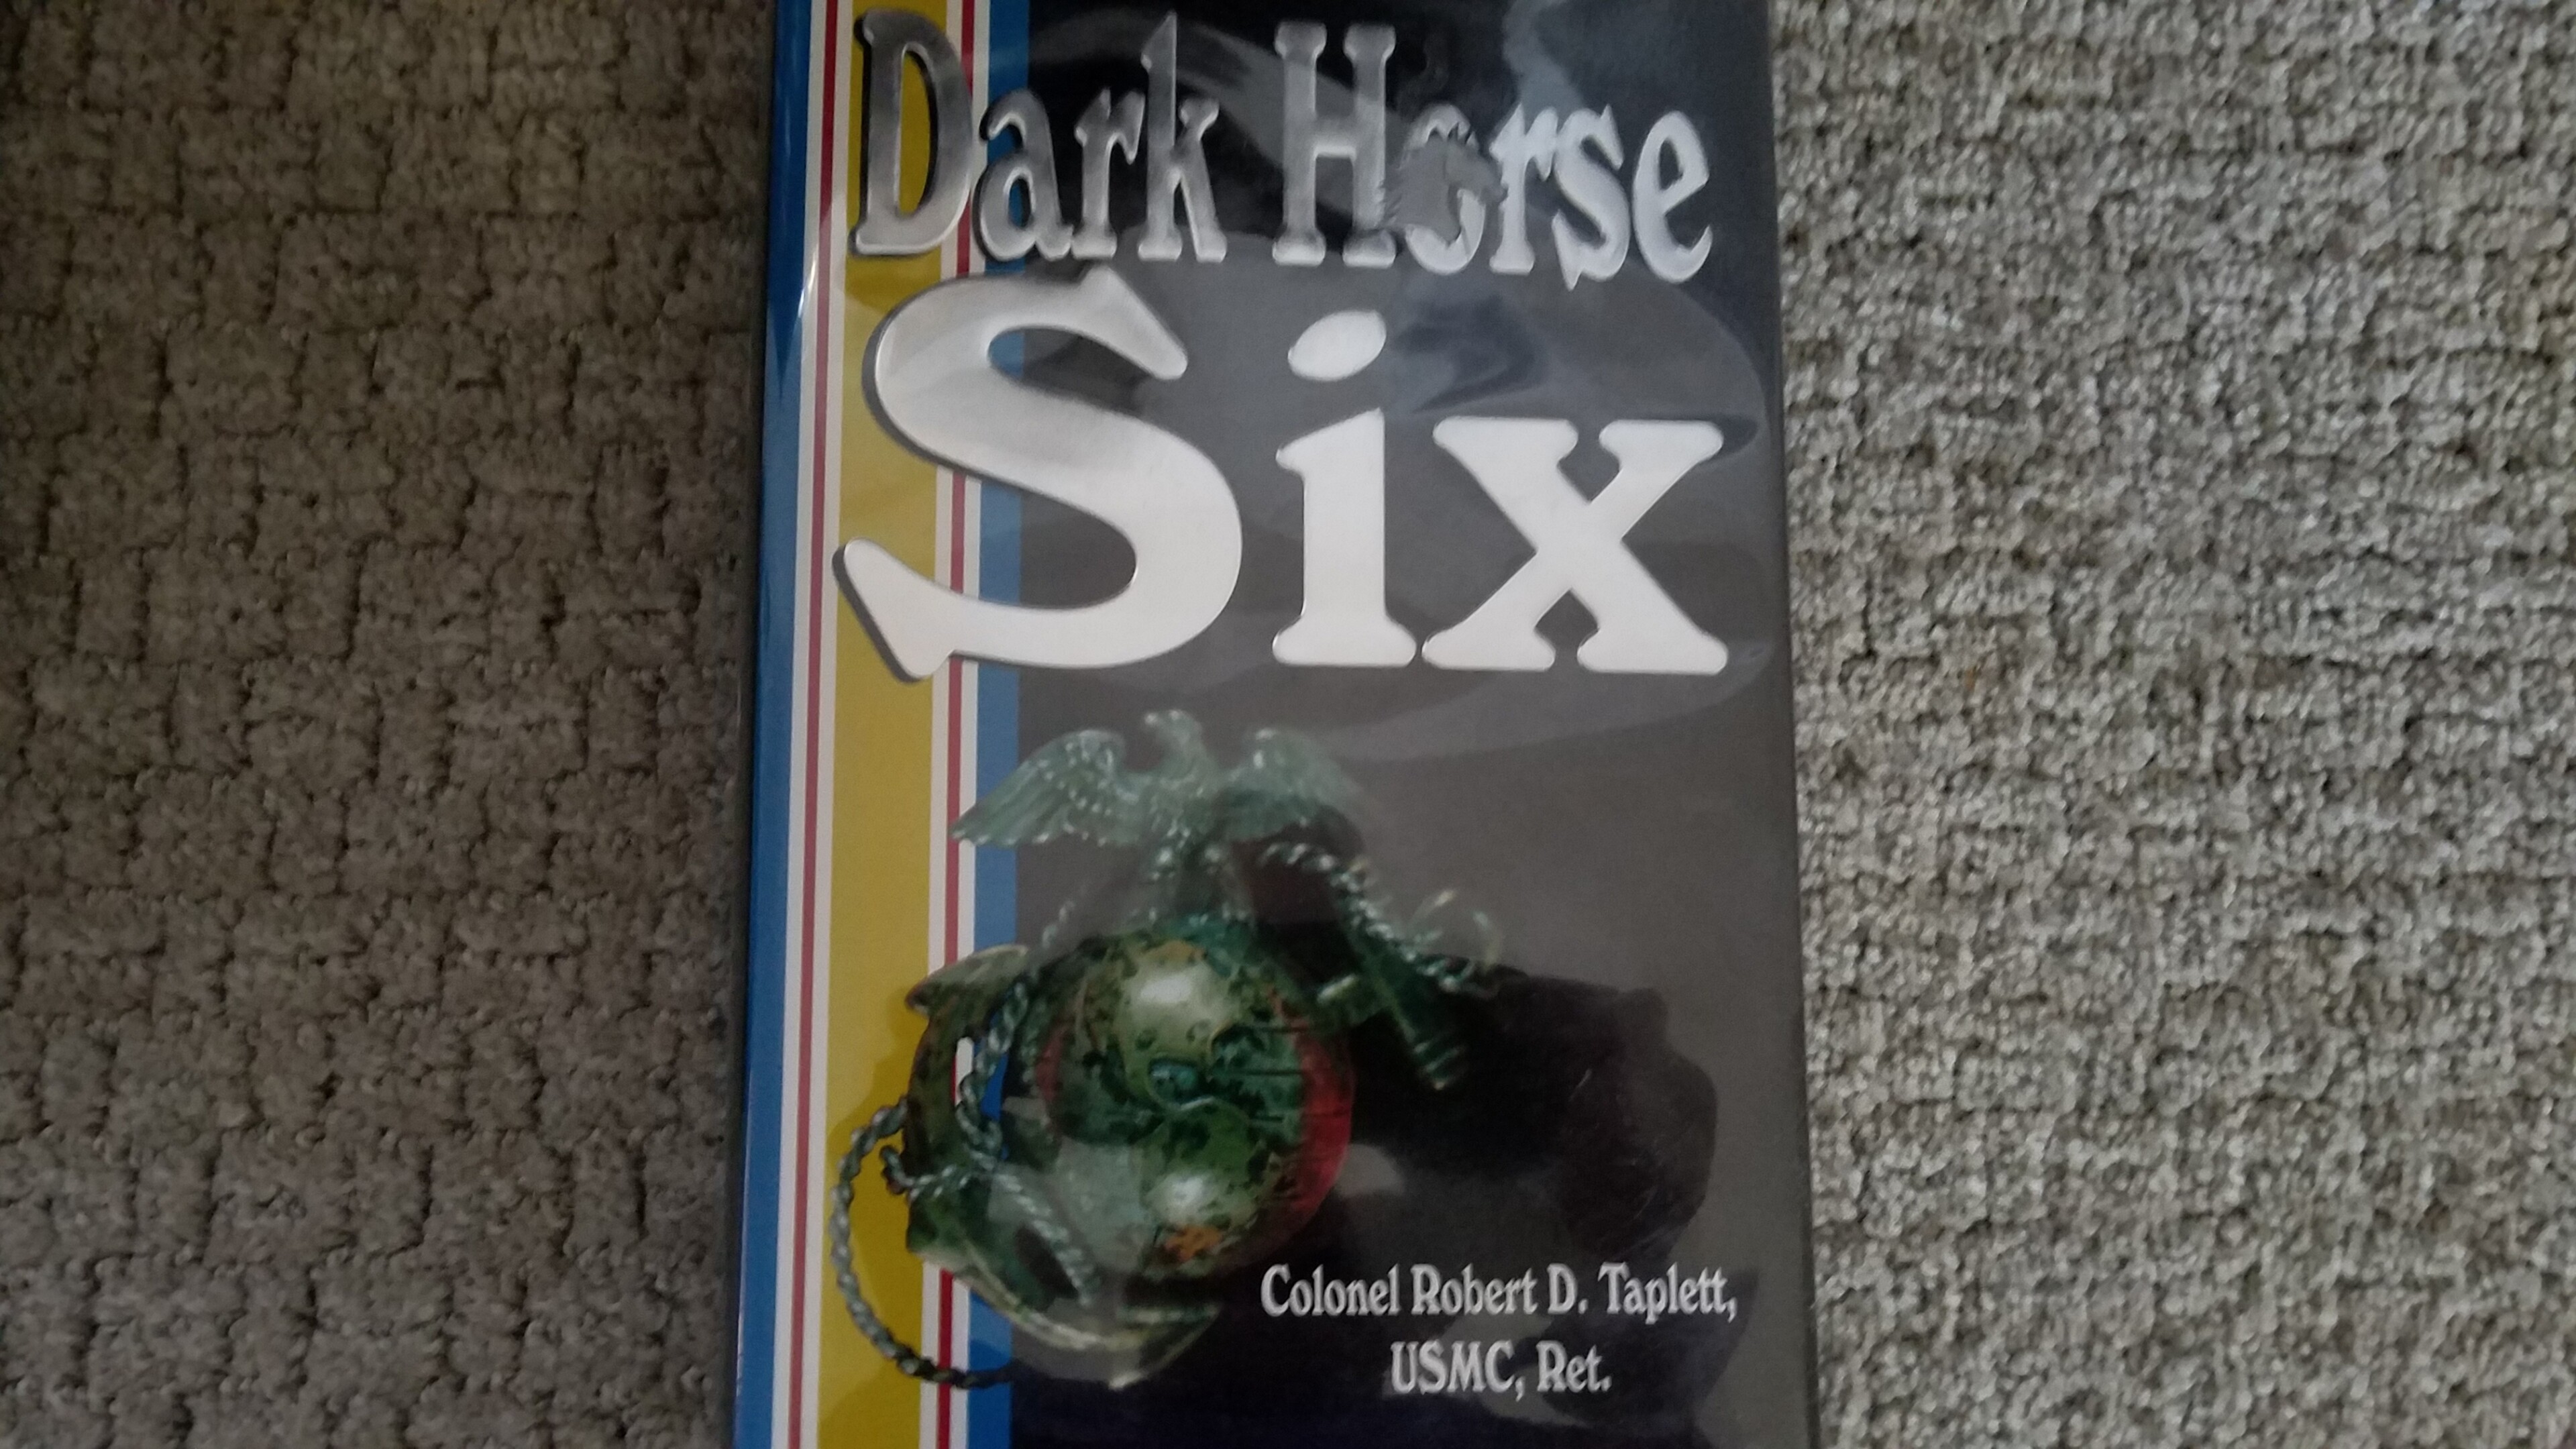 Dark Horse
Six
Colonel Robert D. Taplett,
USMC, Ret.